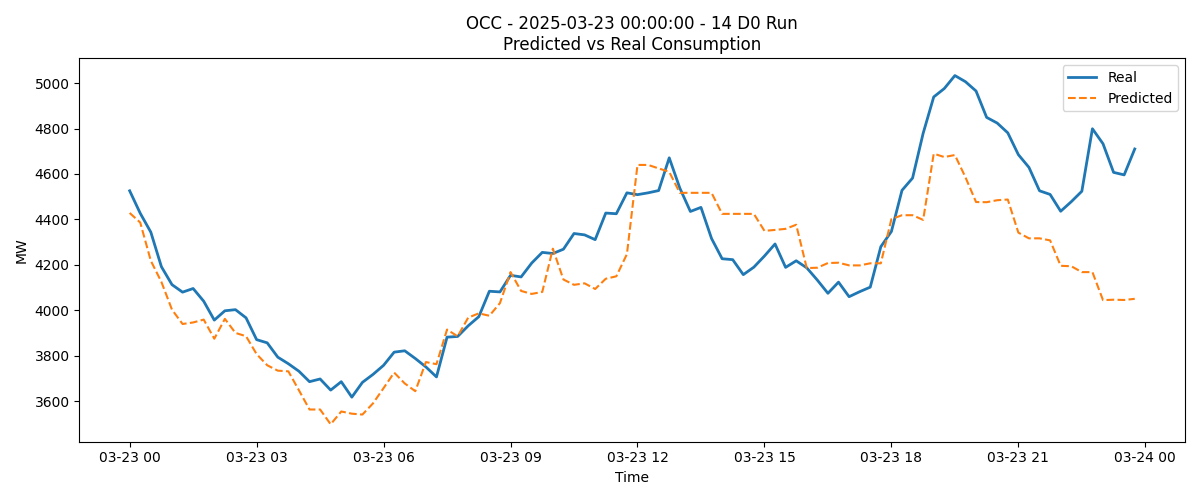 OCC - 2025-03-23 00:00:00 - 14 D0 Run
Predicted vs Real Consumption
Real
Predicted
MW
5000
4800
4600
4400
4200
4000
3800
3600
03-23 00
03-23 03
03-23 06
03-23 09
03-23 12
03-23 15
03-23 18
03-23 21
03-24 00
Time